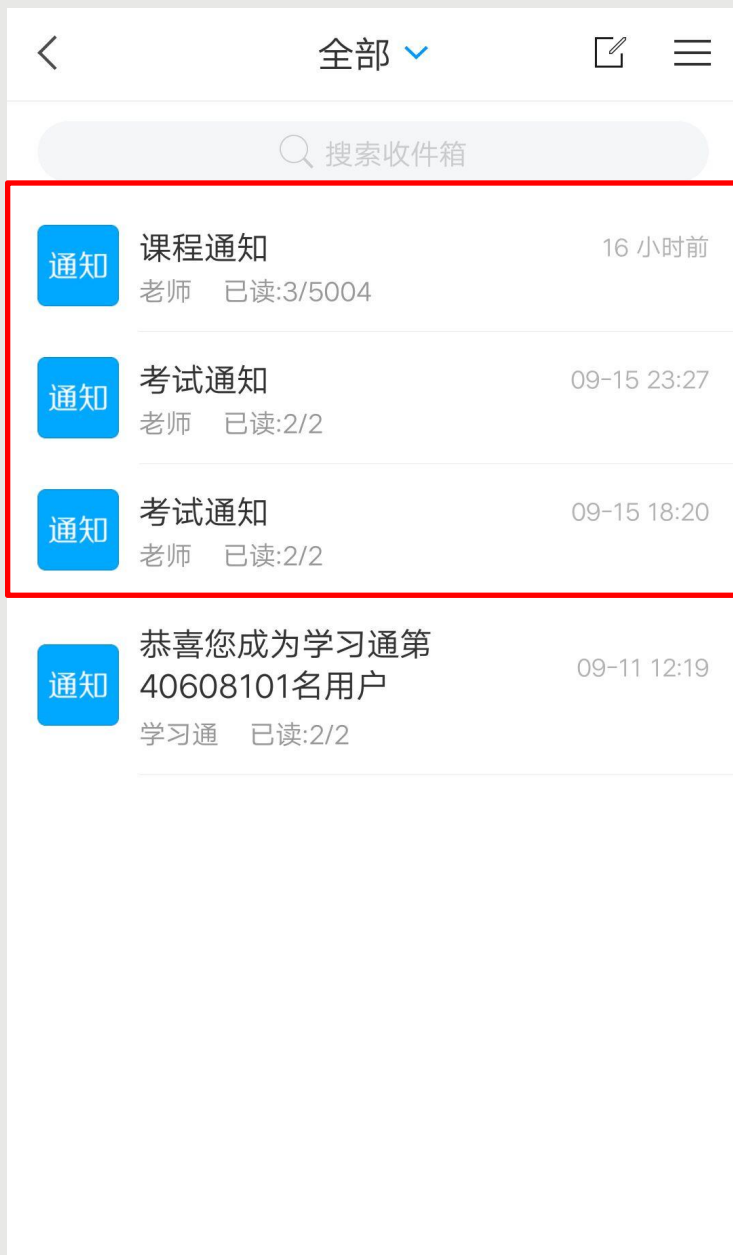 全部
搜索收件箱
通知
课程通知
16 小时前
老师 已读:3/5004
通知
考试通知
09-15 23:27
老师 已读:2/2
通知
考试通知
09-15 18:20
老师 已读:2/2
通知
恭喜您成为学习通第
40608101名用户
09-11 12:19
学习通 已读:2/2